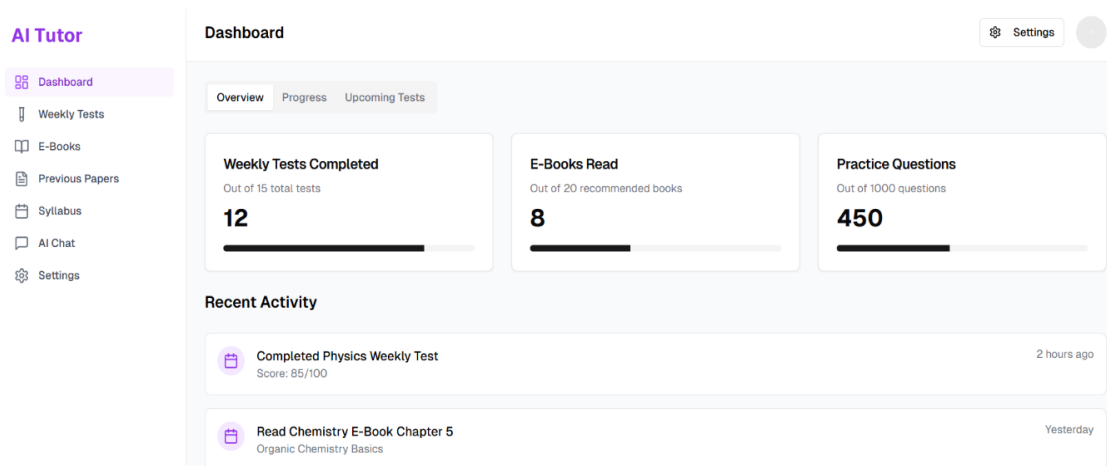 AI Tutor
Dashboard
Weekly Tests
E-Books
Previous Papers
Syllabus
AI Chat
Settings
Dashboard
Settings
Overview
Progress
Upcoming Tests
Weekly Tests Completed
Out of 15 total tests
12
E-Books Read
Out of 20 recommended books
8
Practice Questions
Out of 1000 questions
450
Recent Activity
Completed Physics Weekly Test
2 hours ago
Score: 85/100
Read Chemistry E-Book Chapter 5
Yesterday
Organic Chemistry Basics